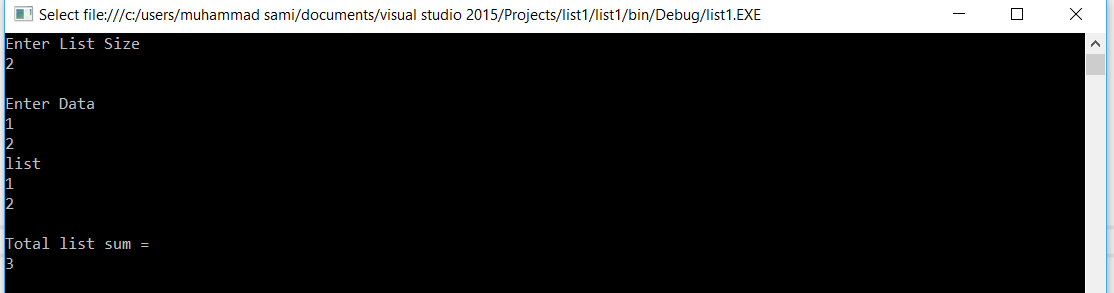 Select file:///c:/users/muhammad sami/documents/visual studio 2015/Projects/list1/list1/bin/Debug/list1.EXE
Enter List Size
2
Enter Data
1
2
list
1
2
Total list sum =
3